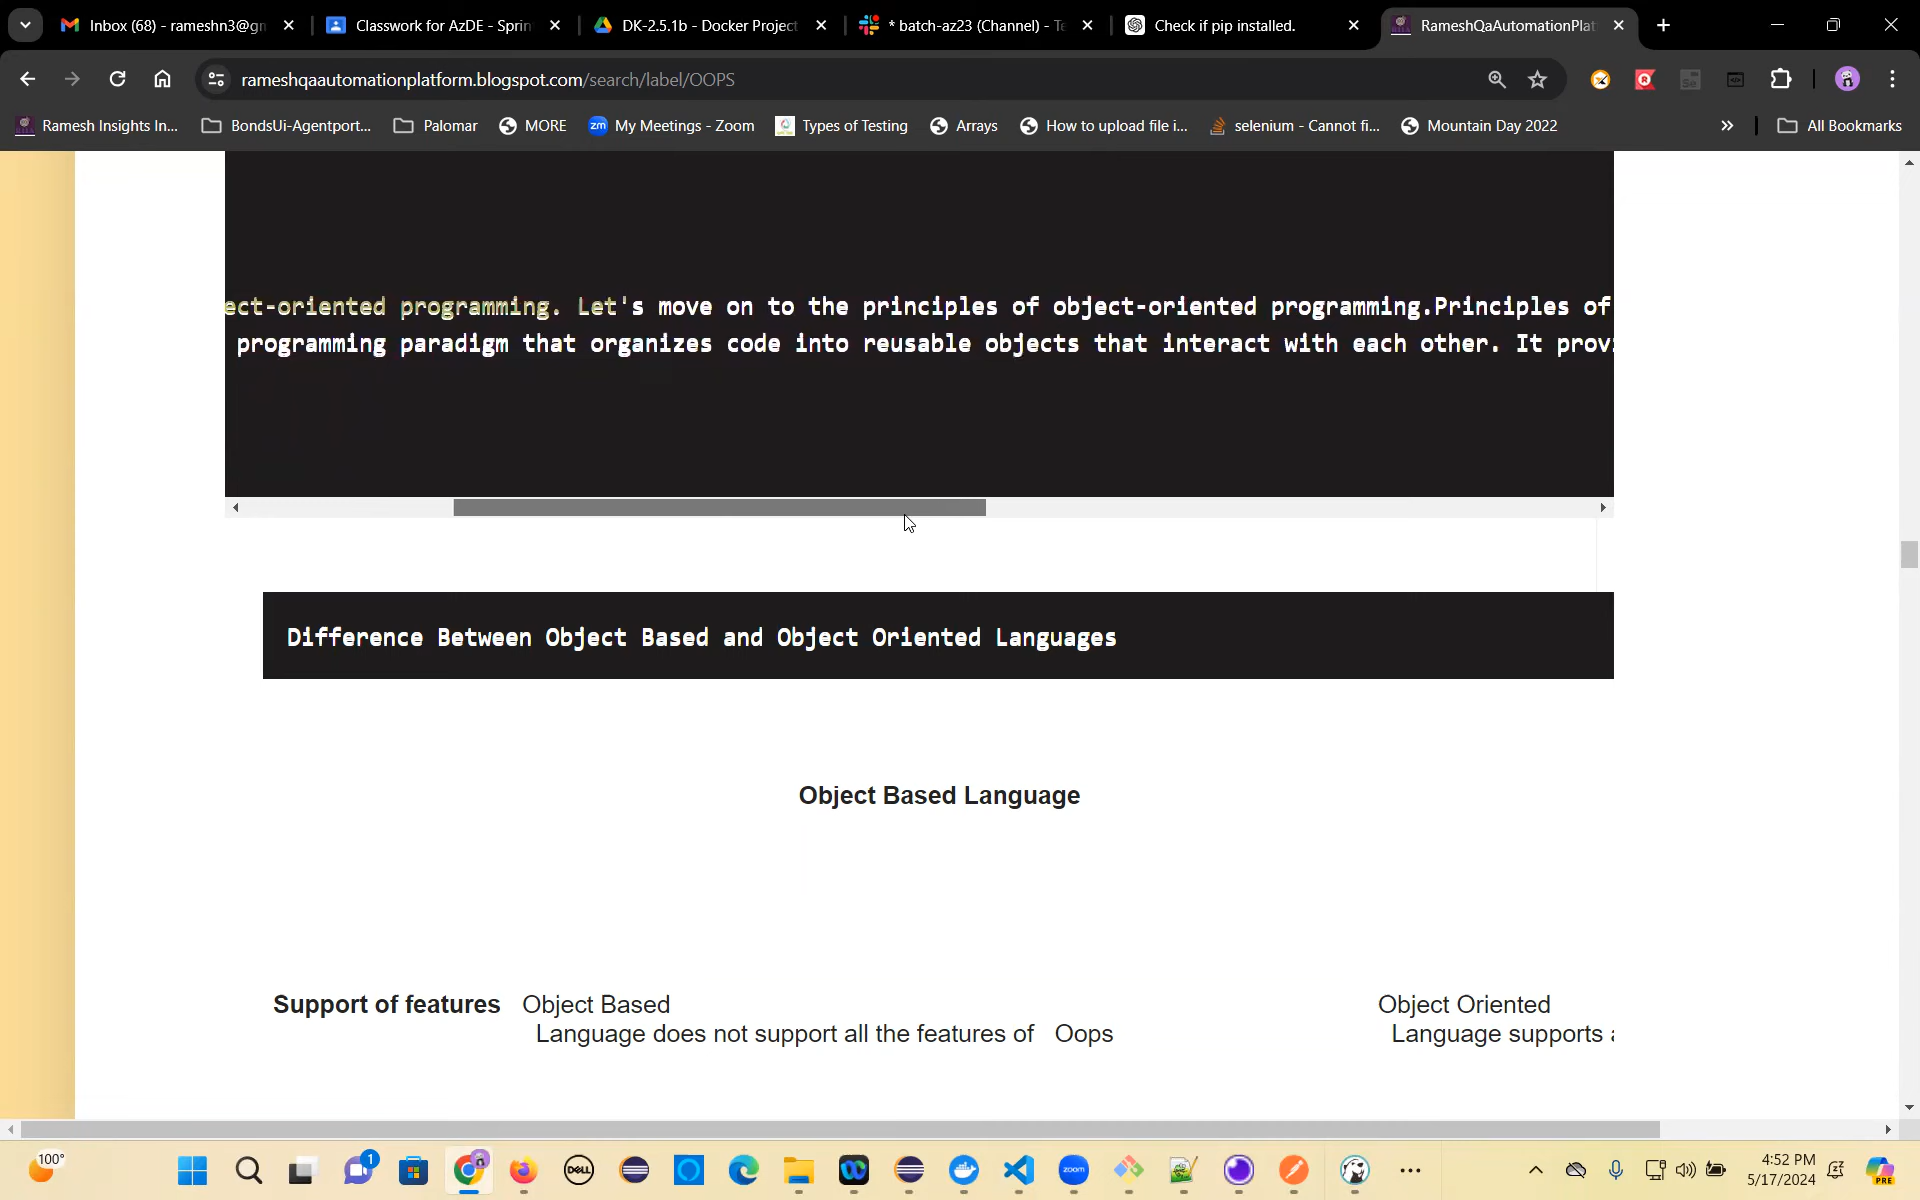 Inbox (68) - rameshn3@gn
Classwork for AzDE - Sprin
DK-2.5.1b - Docker Project
* batch-az23 (Channel) - Te
Check if pip installed.
RameshQaAutomationPlat
rameshqaautomationplatform.blogspot.com/search/label/OOPS
Ramesh Insights In...
BondsUi-Agentport...
Palomar
MORE
zm
My Meetings - Zoom
Types of Testing
Arrays
How to upload file i...
selenium - Cannot fi...
Mountain Day 2022
All Bookmarks
ect-oriented programming. Let's move on to the principles of object-oriented programming.Principles of
programming paradigm that organizes code into reusable objects that interact with each other. It prov
Difference Between Object Based and Object Oriented Languages
Object Based Language
Support of features
Object Based
Language does not support all the features of Oops
Object Oriented
Language supports
100°
1
DELL
zoom
4:52 PM
5/17/2024
PRE